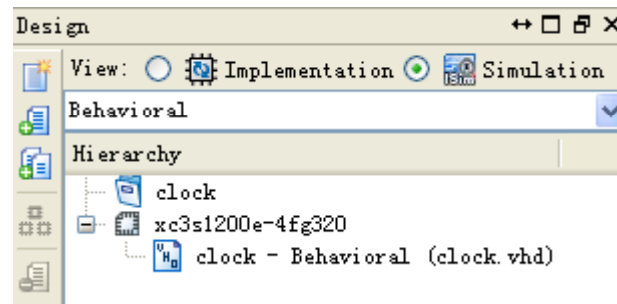 Design
View: Implementation Simulation
Behavioral
Hierarchy
clock
xc3s1200e-4fg320
clock - Behavioral (clock.vhd)